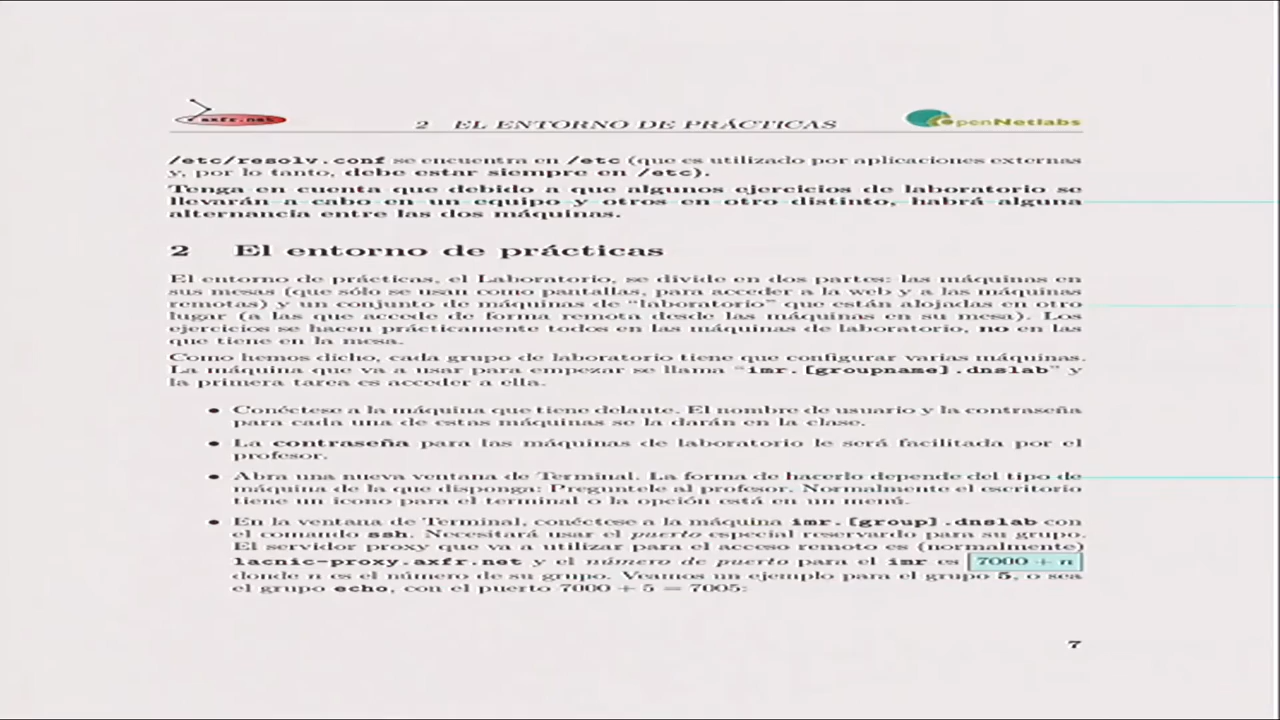 axfr.net
2 EL ENTORNO DE PRÁCTICAS
OpenNetlabs
/etc/resolv.conf se encuentra en /etc (que es utilizado por aplicaciones externas
y, por lo tanto, debe estar siempre en /etc).
Tenga en cuenta que debido a que algunos ejercicios de laboratorio se
llevarán a cabo en un equipo y otros en otro distinto, habrá alguna
alternancia entre las dos máquinas.
2 El entorno de prácticas
El entorno de prácticas, el Laboratorio, se divide en dos partes: las máquinas en
sus mesas (que sólo se usan como pantallas, para acceder a la web y a las máquinas
remotas) y un conjunto de máquinas de “laboratorio” que están alojadas en otro
lugar (a las que accede de forma remota desde las máquinas en su mesa). Los
ejercicios se hacen prácticamente todos en las máquinas de laboratorio, no en las
que tiene en la mesa.
Como hemos dicho, cada grupo de laboratorio tiene que configurar varias máquinas.
La máquina que va a usar para empezar se llama “imr.[groupname].dnslab” y
la primera tarea es acceder a ella.
• Conéctese a la máquina que tiene delante. El nombre de usuario y la contraseña
para cada una de estas máquinas se la darán en la clase.
• La contraseña para las máquinas de laboratorio le será facilitada por el
profesor.
• Abra una nueva ventana de Terminal. La forma de hacerlo depende del tipo de
máquina de la que disponga: Preguntele al profesor. Normalmente el escritorio
tiene un icono para el terminal o la opción está en un menú.
• En la ventana de Terminal, conéctese a la máquina imr.[group].dnslab con
el comando ssh. Necesitará usar el puerto especial reservado para su grupo.
El servidor proxy que va a utilizar para el acceso remoto es (normalmente)
lacnic-proxy.axfr.net y el número de puerto para el imr es 7000 + n
donde n es el número de su grupo. Veamos un ejemplo para el grupo 5, o sea
el grupo echo, con el puerto 7000 + 5 = 7005:
7